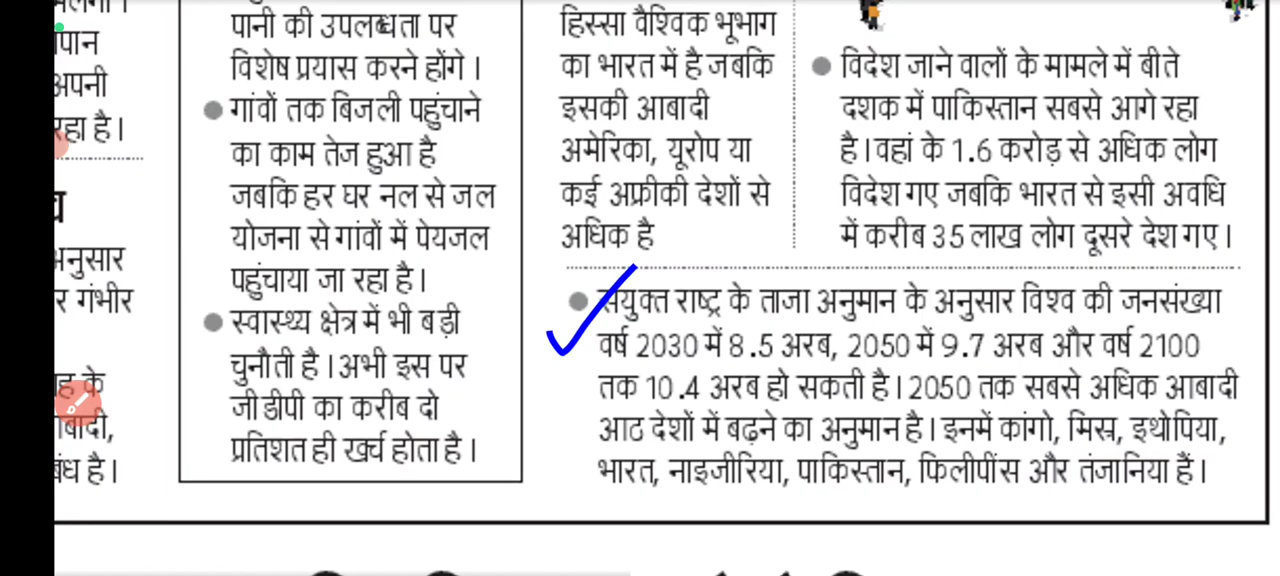 पान
अपनी
रहा है।
अनुसार
र गंभीर
ह के
बादी,
बंध है।
पानी की उपलब्धता पर
विशेष प्रयास करने होंगे।
गांवों तक बिजली पहुंचाने
का काम तेज हुआ है
जबकि हर घर नल से जल
योजना से गांवों में पेयजल
पहुंचाया जा रहा है।
स्वास्थ्य क्षेत्र में भी बड़ी
चुनौती है। अभी इस पर
जीडीपी का करीब दो
प्रतिशत ही खर्च होता है।
हिस्सा वैश्विक भूभाग
का भारत में है जबकि
इसकी आबादी
अमेरिका, यूरोप या
कई अफ्रीकी देशों से
अधिक है
विदेश जाने वालों के मामले में बीते
दशक में पाकिस्तान सबसे आगे रहा
है। वहां के 1.6 करोड़ से अधिक लोग
विदेश गए जबकि भारत से इसी अवधि
में करीब 35 लाख लोग दूसरे देश गए।
संयुक्त राष्ट्र के ताजा अनुमान के अनुसार विश्व की जनसंख्या
वर्ष 2030 में 8.5 अरब, 2050 में 9.7 अरब और वर्ष 2100
तक 10.4 अरब हो सकती है। 2050 तक सबसे अधिक आबादी
आठ देशों में बढ़ने का अनुमान है। इनमें कांगो, मिस्र, इथोपिया,
भारत, नाइजीरिया, पाकिस्तान, फिलीपींस और तंजानिया हैं।